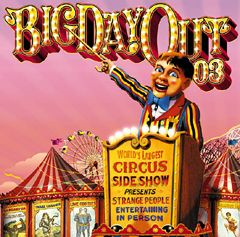 BIG DAY OUT
03
WORLD'S LARGEST
CIRCUS
SIDE SHOW
PRESENTS
STRANGE PEOPLE
ENTERTAINING
IN PERSON